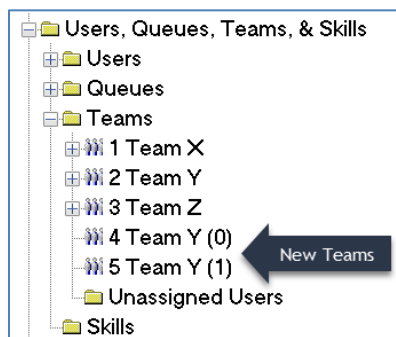 Users, Queues, Teams, & Skills
Users
Queues
Teams
1 Team X
2 Team Y
3 Team Z
4 Team Y (0)
5 Team Y (1)
New Teams
Unassigned Users
Skills